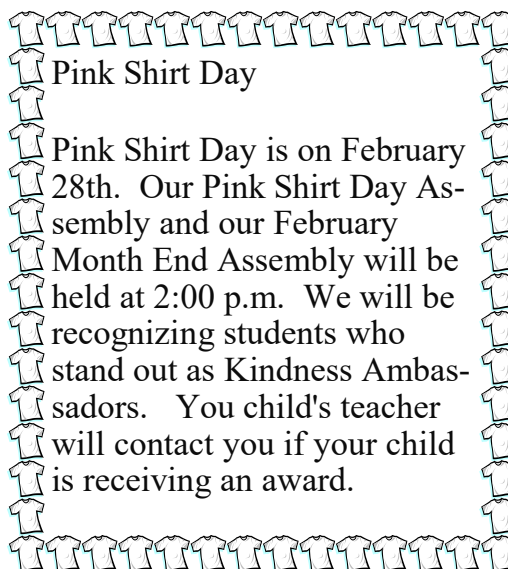 Pink Shirt Day
Pink Shirt Day is on February
28th.  Our Pink Shirt Day As-
sembly and our February
Month End Assembly will be
held at 2:00 p.m.  We will be
recognizing students who
stand out as Kindness Ambas-
sadors.   You child's teacher
will contact you if your child
is receiving an award.